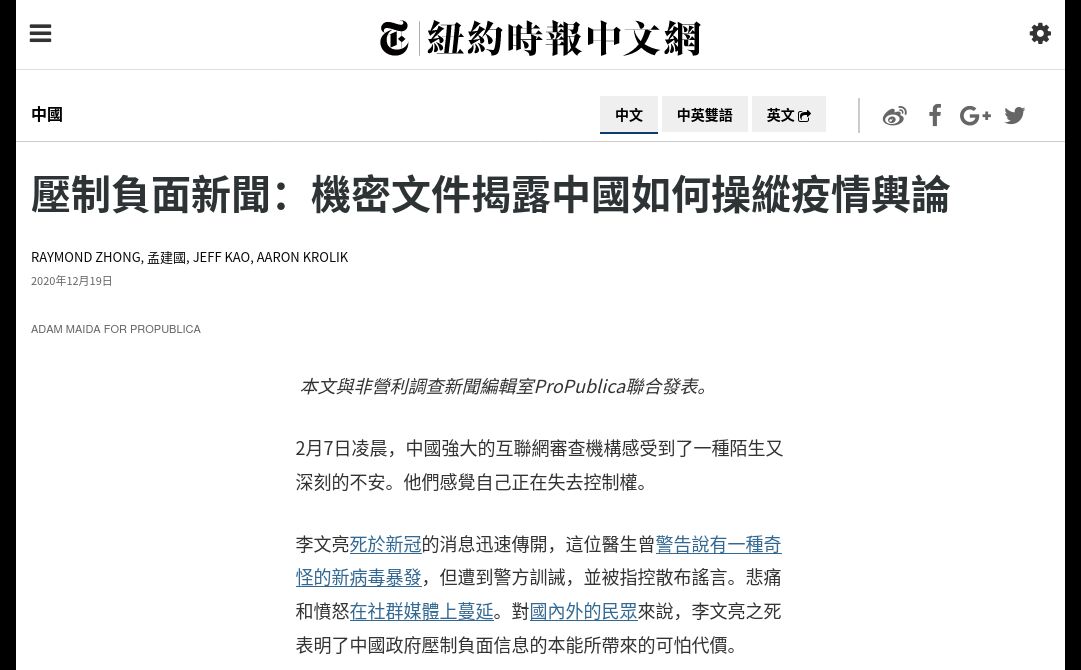 紐約時報中文網
中國
中文
中英雙語
英文
壓制負面新聞：機密文件揭露中國如何操縱疫情輿論
RAYMOND ZHONG, 孟建國, JEFF KAO, AARON KROLIK
2020年12月19日
ADAM MAIDA FOR PROPUBLICA
本文與非營利調查新聞編輯室ProPublica聯合發表。
2月7日凌晨，中國強大的互聯網審查機構感受到了一種陌生又
深刻的不安。他們感覺自己正在失去控制權。
李文亮死於新冠的消息迅速傳開，這位醫生曾警告說有一種奇
怪的新病毒暴發，但遭到警方訓誡，並被指控散布謠言。悲痛
和憤怒在社群媒體上蔓延。對國內外的民眾來說，李文亮之死
表明了中國政府壓制負面信息的本能所帶來的可怕代價。